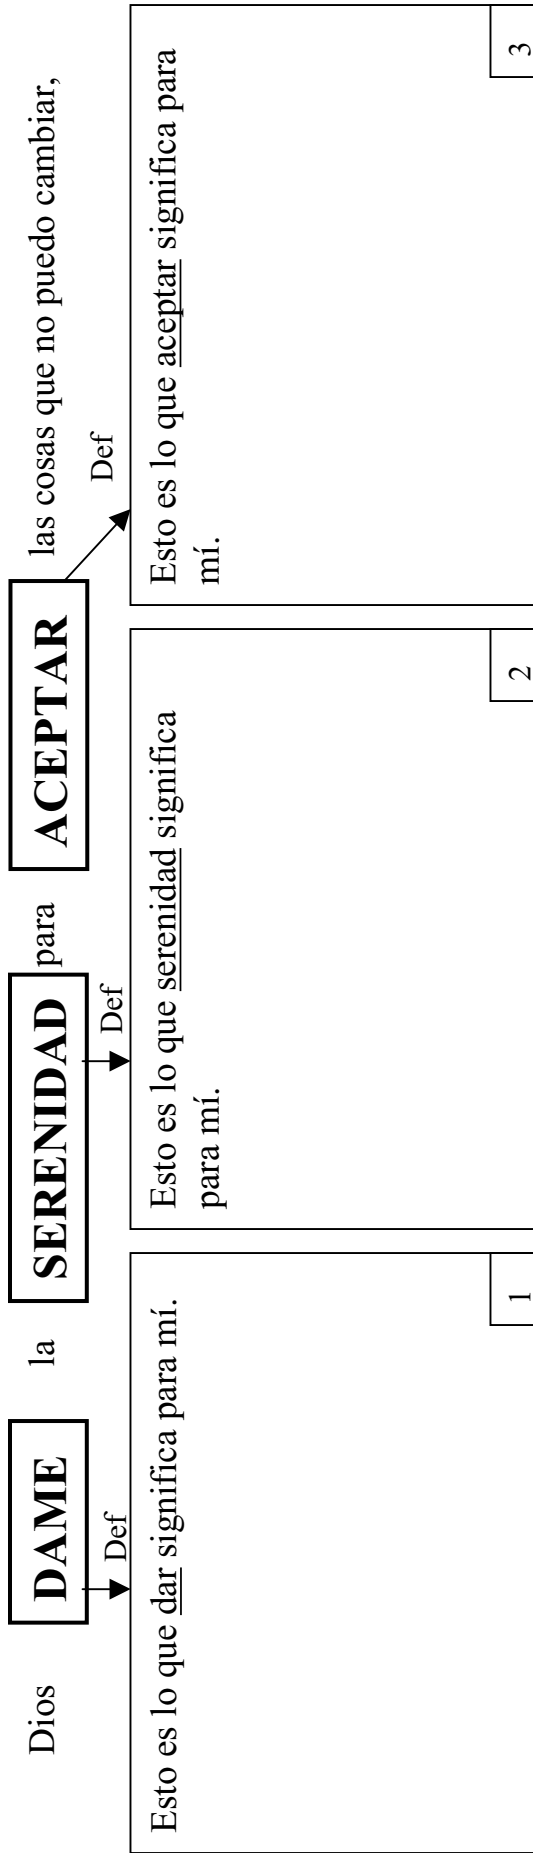 Dios DAME la SERENIDAD para ACEPTAR las cosas que no puedo cambiar,
Def Def Def
Esto es lo que dar significa para mí.
1
Esto es lo que serenidad significa
para mí.
2
Esto es lo que aceptar significa para
mí.
3